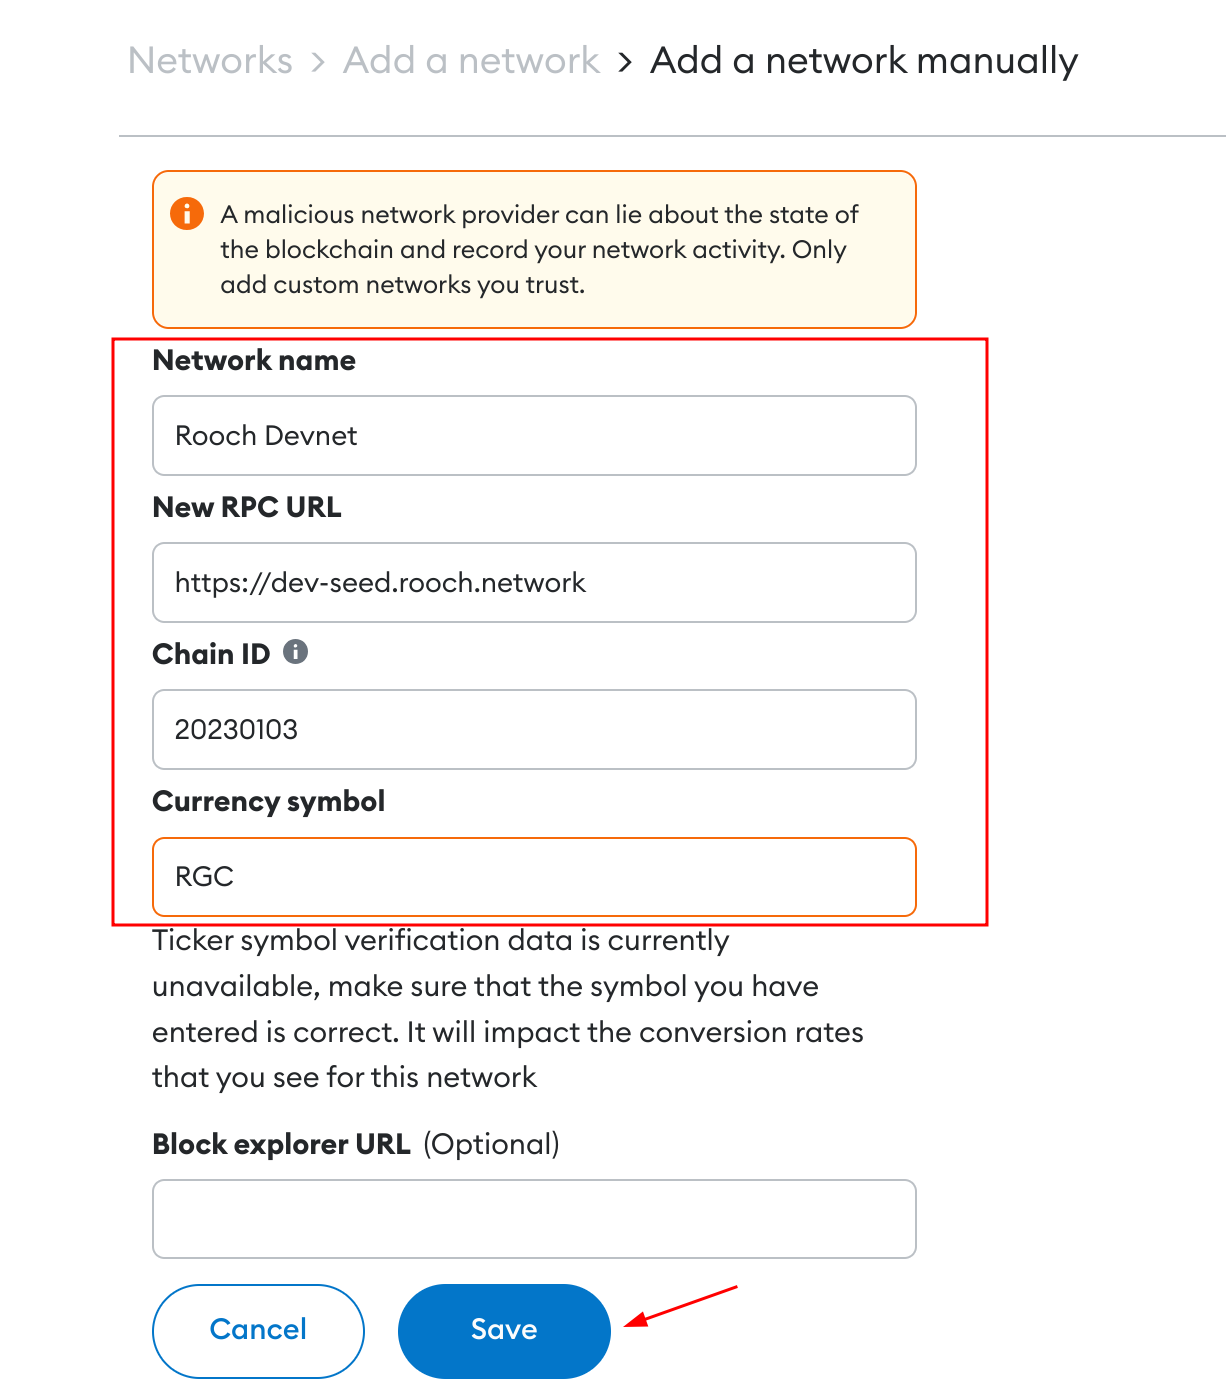 Networks > Add a network > Add a network manually
A malicious network provider can lie about the state of
the blockchain and record your network activity. Only
add custom networks you trust.
Network name
Rooch Devnet
New RPC URL
https://dev-seed.rooch.network
Chain ID
20230103
Currency symbol
RGC
Ticker symbol verification data is currently
unavailable, make sure that the symbol you have
entered is correct. It will impact the conversion rates
that you see for this network
Block explorer URL (Optional)
Cancel Save